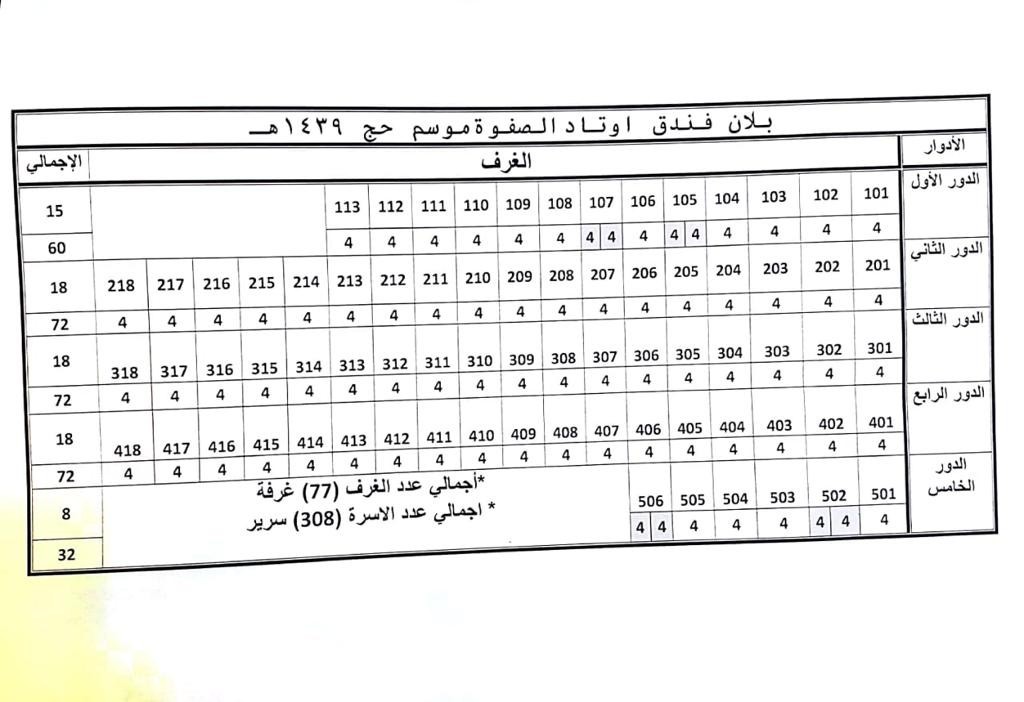 بلان فندق اوتاد الصفوة موسم حج ١٤٣٩هـ
الأدوار الغرف الإجمالي
الدور الأول 101 102 103 104 105 106 107 108 109 110 111 112 113 15
4 4 4 4 4 4 4 4 4 4 4 4 4 4 4 60
الدور الثاني 201 202 203 204 205 206 207 208 209 210 211 212 213 214 215 216 217 218 18
4 4 4 4 4 4 4 4 4 4 4 4 4 4 4 4 4 4 72
الدور الثالث 301 302 303 304 305 306 307 308 309 310 311 312 313 314 315 316 317 318 18
4 4 4 4 4 4 4 4 4 4 4 4 4 4 4 4 4 4 72
الدور الرابع 401 402 403 404 405 406 407 408 409 410 411 412 413 414 415 416 417 418 18
4 4 4 4 4 4 4 4 4 4 4 4 4 4 4 4 4 4 72
الدور الخامس 501 502 503 504 505 506 *أجمالي عدد الغرف (77) غرفة 8
4 4 4 4 4 4 4 4 * اجمالي عدد الاسرة (308) سرير 32